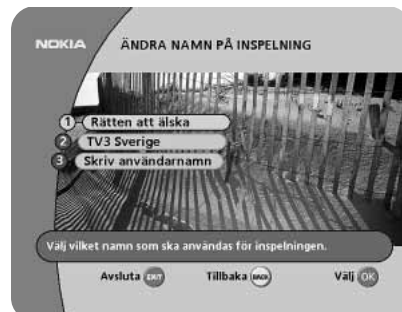 NOKIA
ÄNDRA NAMN PÅ INSPELNING
1 Rätten att älska
2 TV3 Sverige
3 Skriv användarnamn
Välj vilket namn som ska användas för inspelningen.
Avsluta EXIT Tillbaka BACK Välj OK